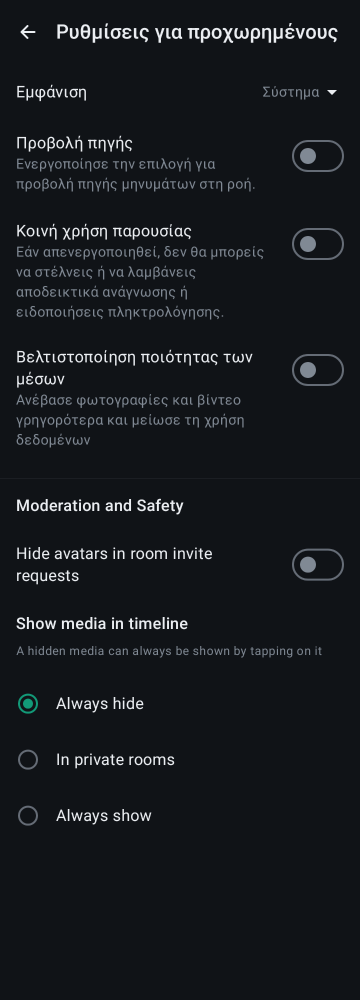 Ρυθμίσεις για προχωρημένους
Εμφάνιση
Σύστημα
Προβολή πηγής
Ενεργοποίησε την επιλογή για
προβολή πηγής μηνυμάτων στη ροή.
Κοινή χρήση παρουσίας
Εάν απενεργοποιηθεί, δεν θα μπορείς
να στέλνεις ή να λαμβάνεις
αποδεικτικά ανάγνωσης ή
ειδοποιήσεις πληκτρολόγησης.
Βελτιστοποίηση ποιότητας των
μέσων
Ανέβασε φωτογραφίες και βίντεο
γρηγορότερα και μείωσε τη χρήση
δεδομένων
Moderation and Safety
Hide avatars in room invite
requests
Show media in timeline
A hidden media can always be shown by tapping on it
Always hide
In private rooms
Always show